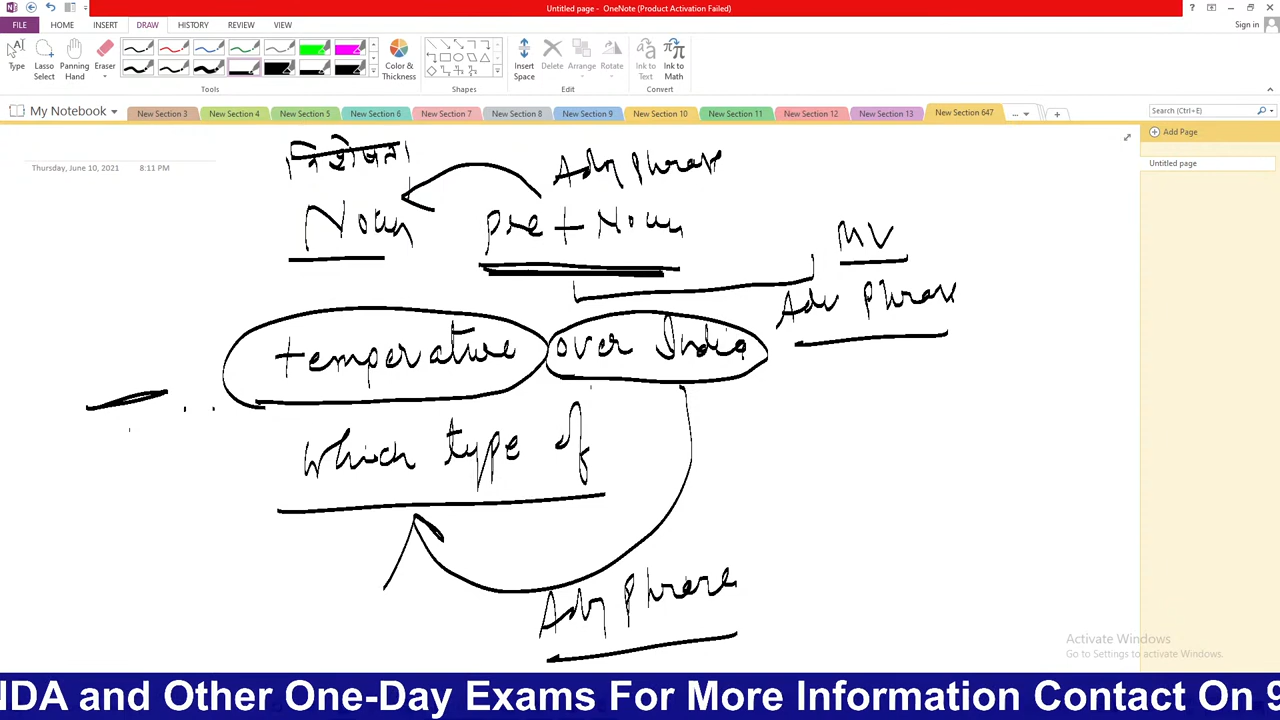 Untitled page - OneNote (Product Activation Failed)
FILE HOME INSERT DRAW HISTORY REVIEW VIEW Sign in
Type Lasso Select Panning Hand Eraser Color & Thickness Insert Space Delete Arrange Rotate Ink to Text Ink to Math
Tools Shapes Edit Convert
My Notebook New Section 3 New Section 4 New Section 5 New Section 6 New Section 7 New Section 8 New Section 9 New Section 10 New Section 11 New Section 12 New Section 13 New Section 647 ... Search (Ctrl+E)
Add Page
Untitled page
Thursday, June 10, 2021 8:11 PM
Adj Phrase
Noun Pre + Noun
MV
Adv Phrase
temperature over India
which type of
Adj Phrase
Activate Windows
Go to Settings to activate Windows.
NDA and Other One-Day Exams For More Information Contact On 9